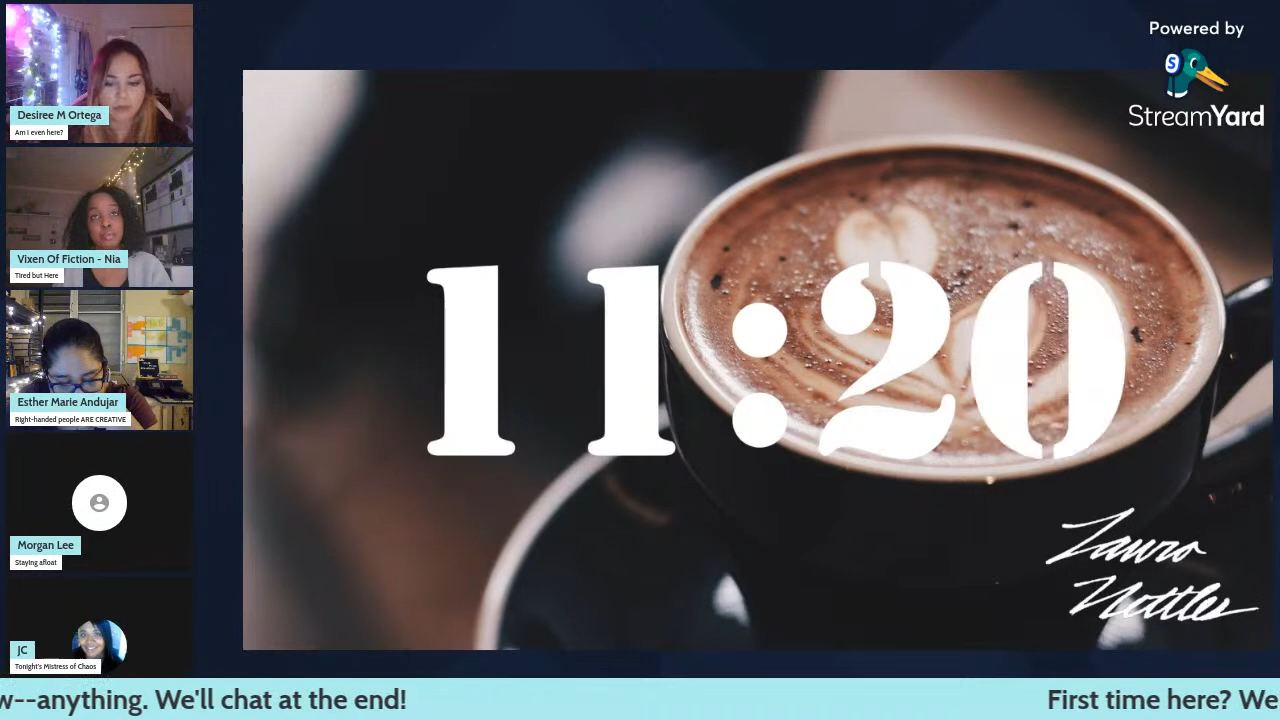 Desiree M Ortega
Am I even here?
Vixen Of Fiction - Nia
Tired but Here
Esther Marie Andujar
Right-handed people ARE CREATIVE
Morgan Lee
Staying afloat
JC
Tonight's Mistress of Chaos
11:20
Powered by
S
StreamYard
w--anything. We'll chat at the end!
First time here? We